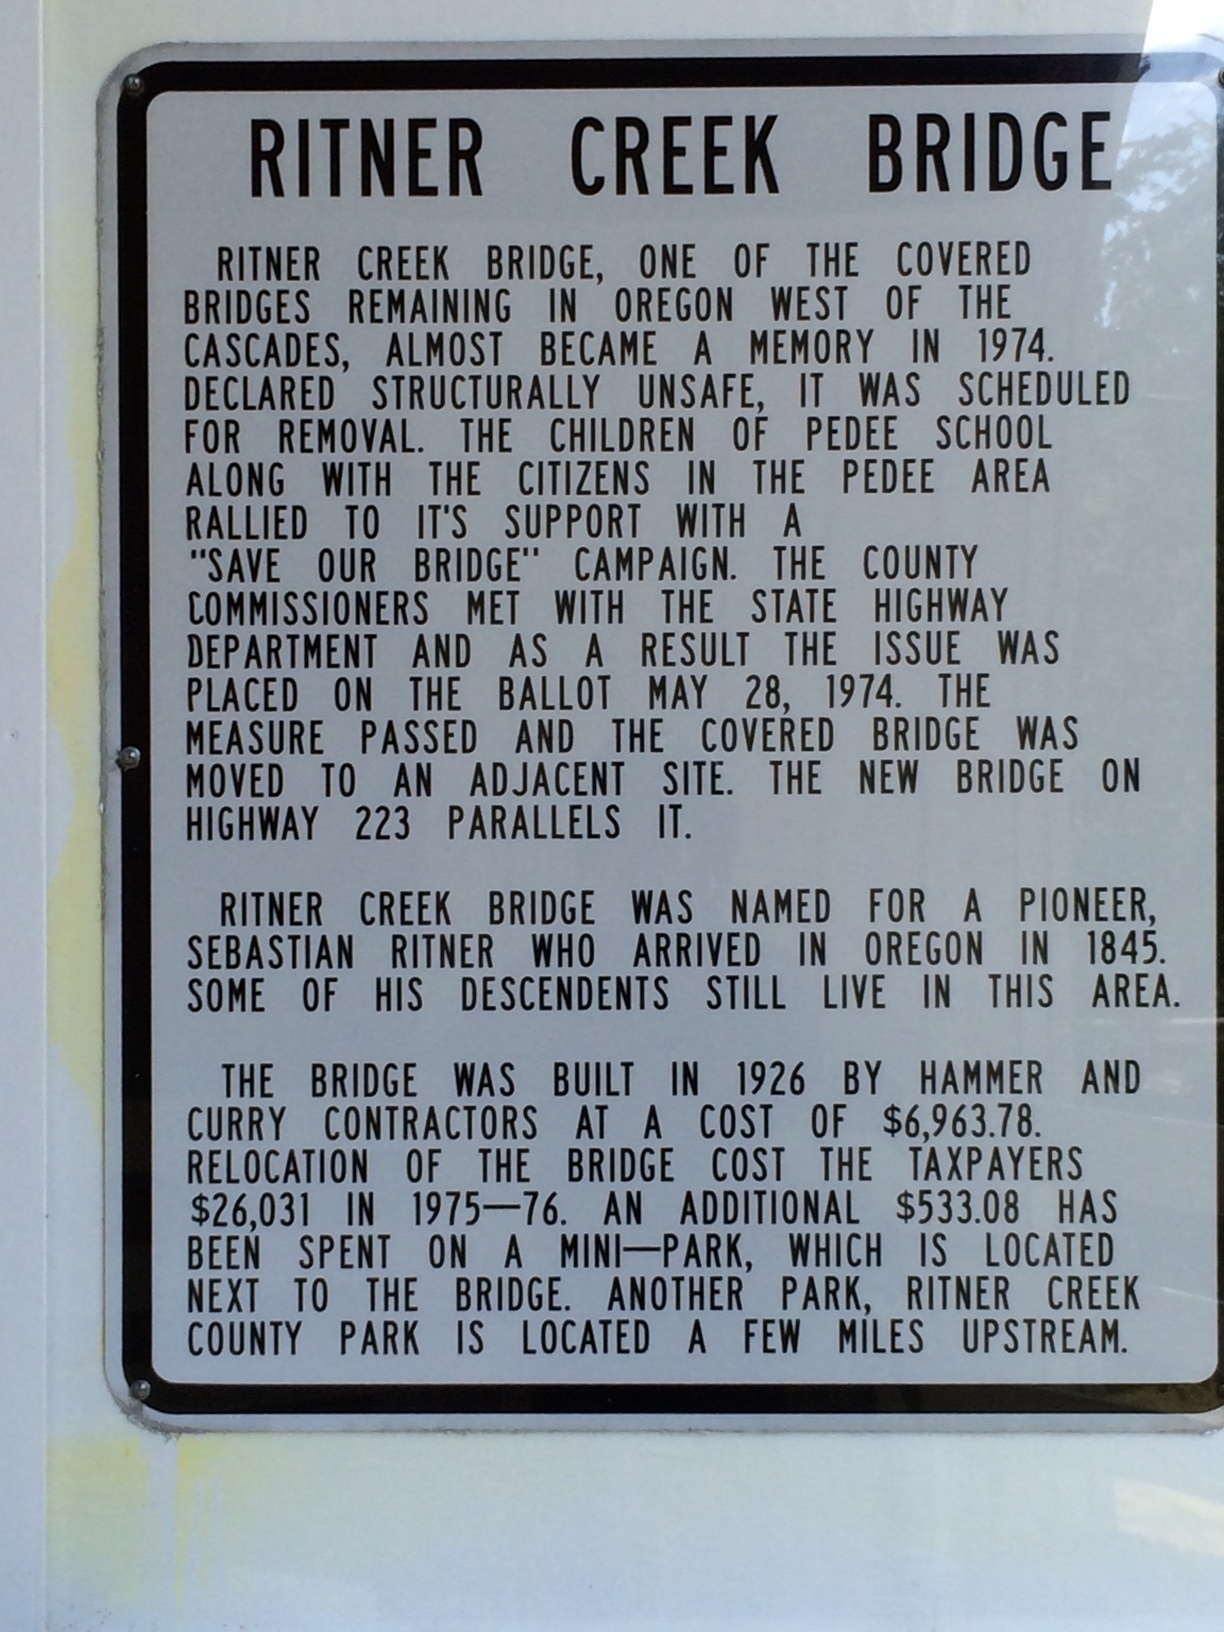 RITNER CREEK BRIDGE
RITNER CREEK BRIDGE, ONE OF THE COVERED
BRIDGES REMAINING IN OREGON WEST OF THE
CASCADES, ALMOST BECAME A MEMORY IN 1974.
DECLARED STRUCTURALLY UNSAFE, IT WAS SCHEDULED
FOR REMOVAL. THE CHILDREN OF PEDEE SCHOOL
ALONG WITH THE CITIZENS IN THE PEDEE AREA
RALLIED TO IT'S SUPPORT WITH A
"SAVE OUR BRIDGE" CAMPAIGN. THE COUNTY
COMMISSIONERS MET WITH THE STATE HIGHWAY
DEPARTMENT AND AS A RESULT THE ISSUE WAS
PLACED ON THE BALLOT MAY 28, 1974. THE
MEASURE PASSED AND THE COVERED BRIDGE WAS
MOVED TO AN ADJACENT SITE. THE NEW BRIDGE ON
HIGHWAY 223 PARALLELS IT.
RITNER CREEK BRIDGE WAS NAMED FOR A PIONEER,
SEBASTIAN RITNER WHO ARRIVED IN OREGON IN 1845.
SOME OF HIS DESCENDENTS STILL LIVE IN THIS AREA.
THE BRIDGE WAS BUILT IN 1926 BY HAMMER AND
CURRY CONTRACTORS AT A COST OF $6,963.78.
RELOCATION OF THE BRIDGE COST THE TAXPAYERS
$26,031 IN 1975—76. AN ADDITIONAL $533.08 HAS
BEEN SPENT ON A MINI—PARK, WHICH IS LOCATED
NEXT TO THE BRIDGE. ANOTHER PARK, RITNER CREEK
COUNTY PARK IS LOCATED A FEW MILES UPSTREAM.